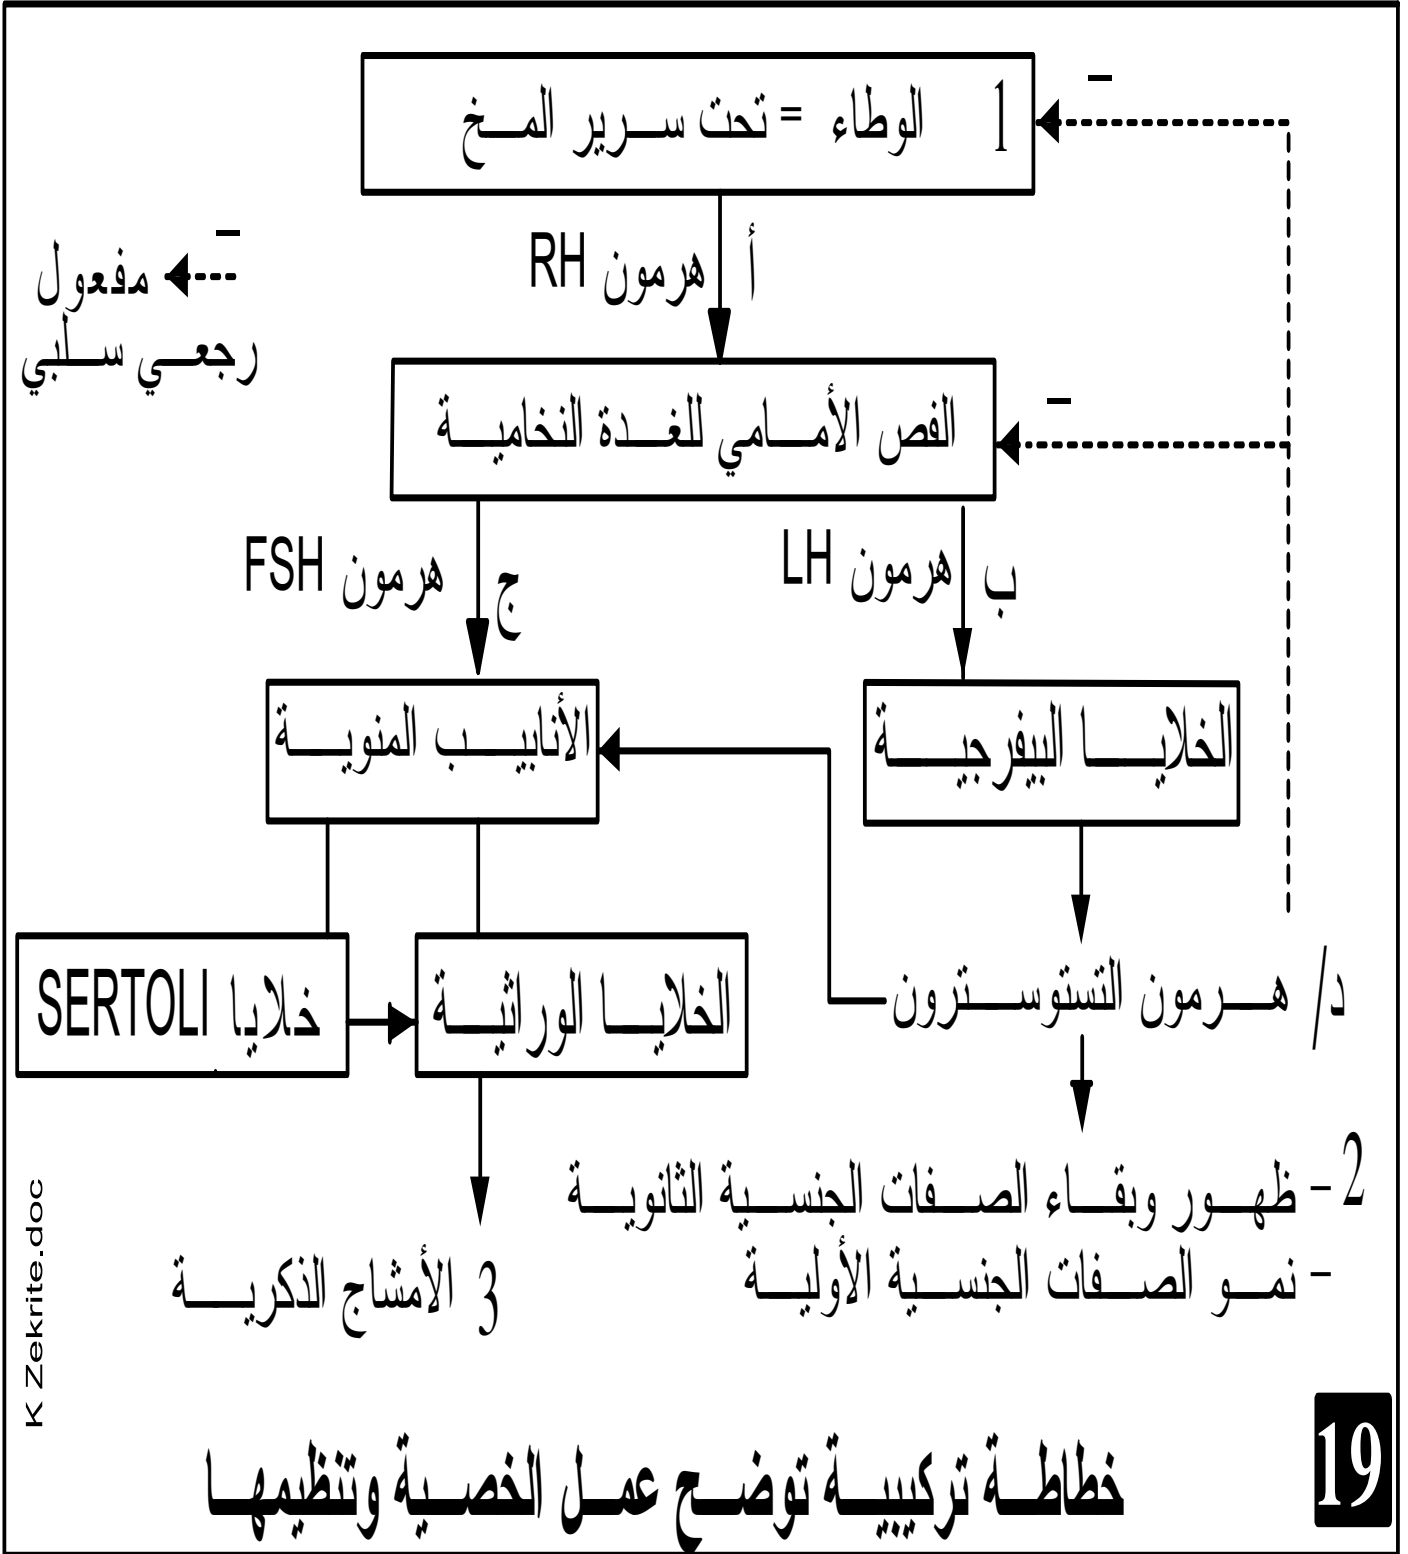 1 الوطاء = تحت سرير المخ
أ هرمون RH
مفعول
رجعي سلبي
الفص الأمامي للغدة النخامية
ب هرمون LH
ج هرمون FSH
الخلايا البيفرجية
الأنابيب المنوية
د/ هرمون التستوسترون
الخلايا الوراثية
خلايا SERTOLI
2 - ظهور وبقاء الصفات الجنسية الثانوية
- نمو الصفات الجنسية الأولية
3 الأمشاج الذكرية
K Zekrite.doc
19
خطاطة تركيبية توضح عمل الخصية وتنظيمها